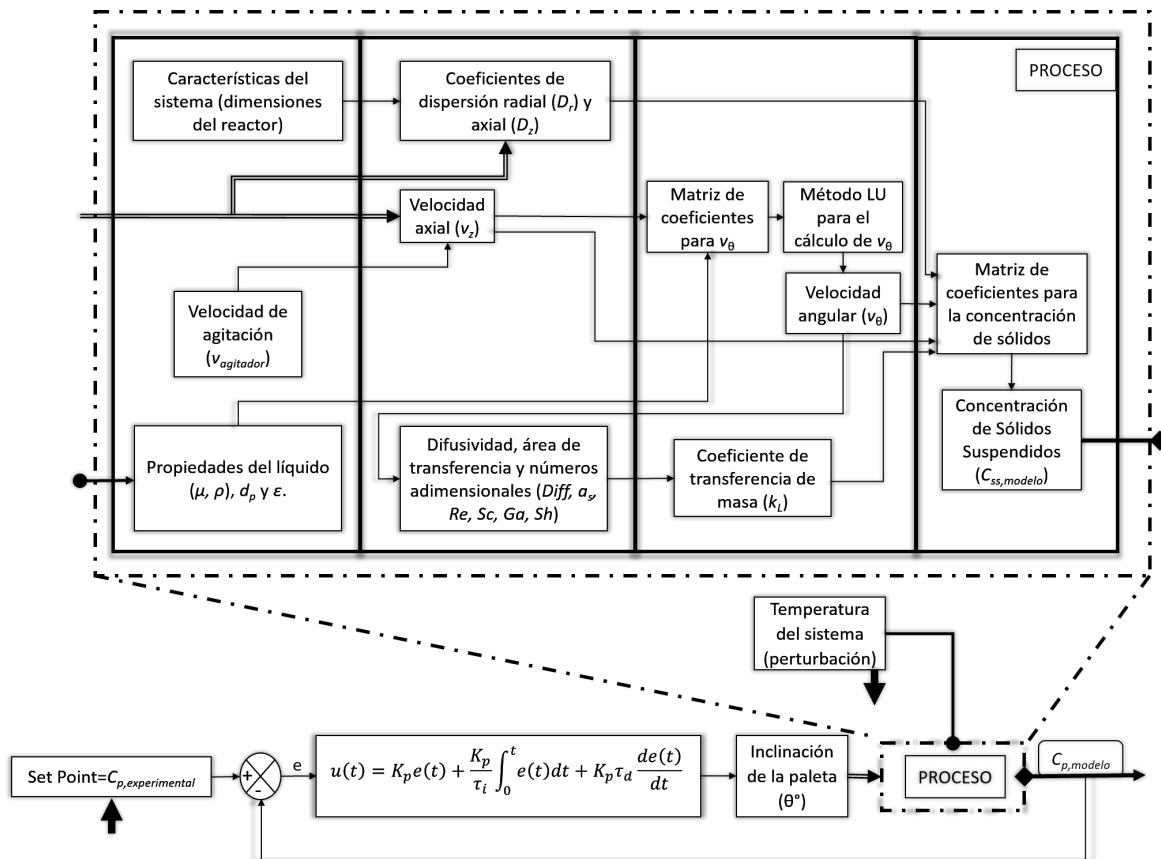 Características del
sistema (dimensiones
del reactor)
Coeficientes de
dispersión radial (Dr) y
axial (Dz)
PROCESO
Velocidad
axial (vz)
Matriz de
coeficientes
para vθ
Método LU
para el
cálculo de vθ
Velocidad de
agitación
(vagitador)
Velocidad
angular (vθ)
Matriz de
coeficientes para
la concentración
de sólidos
Propiedades del líquido
(μ, ρ), dp y ε.
Difusividad, área de
transferencia y números
adimensionales (Diff, as,
Re, Sc, Ga, Sh)
Coeficiente de
transferencia de
masa (kL)
Concentración
de Sólidos
Suspendidos
(Css,modelo)
Temperatura
del sistema
(perturbación)
Set Point=Cp,experimental
+
-
e
u(t) = Kp e(t) + Kp/τi ∫₀ᵗ e(t)dt + Kp τd de(t)/dt
Inclinación
de la paleta
(θ°)
PROCESO
Cp,modelo